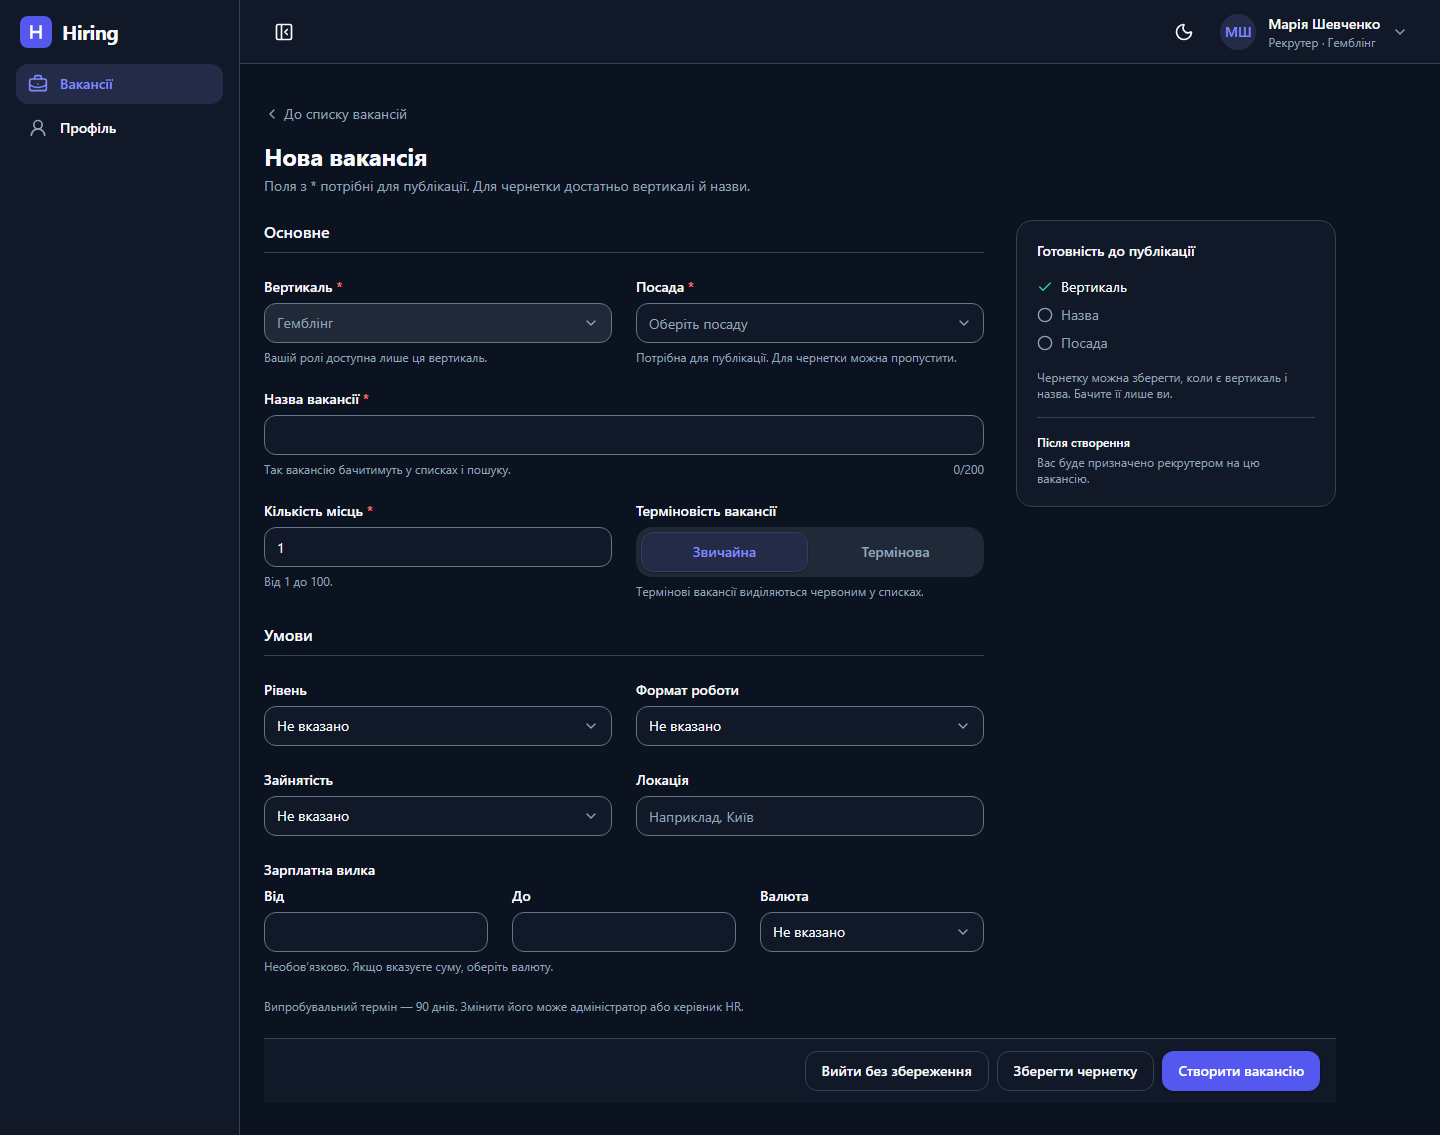 H Hiring
Вакансії
Профіль
МШ
Марія Шевченко
Рекрутер · Гемблінг
До списку вакансій
Нова вакансія
Поля з * потрібні для публікації. Для чернетки достатньо вертикалі й назви.
Основне
Вертикаль *
Гемблінг
Вашій ролі доступна лише ця вертикаль.
Посада *
Оберіть посаду
Потрібна для публікації. Для чернетки можна пропустити.
Назва вакансії *
Так вакансію бачитимуть у списках і пошуку.
0/200
Кількість місць *
1
Від 1 до 100.
Терміновість вакансії
Звичайна
Термінова
Термінові вакансії виділяються червоним у списках.
Умови
Рівень
Не вказано
Формат роботи
Не вказано
Зайнятість
Не вказано
Локація
Наприклад, Київ
Зарплатна вилка
Від
До
Валюта
Не вказано
Необов'язково. Якщо вказуєте суму, оберіть валюту.
Випробувальний термін — 90 днів. Змінити його може адміністратор або керівник HR.
Готовність до публікації
Вертикаль
Назва
Посада
Чернетку можна зберегти, коли є вертикаль і
назва. Бачите її лише ви.
Після створення
Вас буде призначено рекрутером на цю
вакансію.
Вийти без збереження
Зберегти чернетку
Створити вакансію